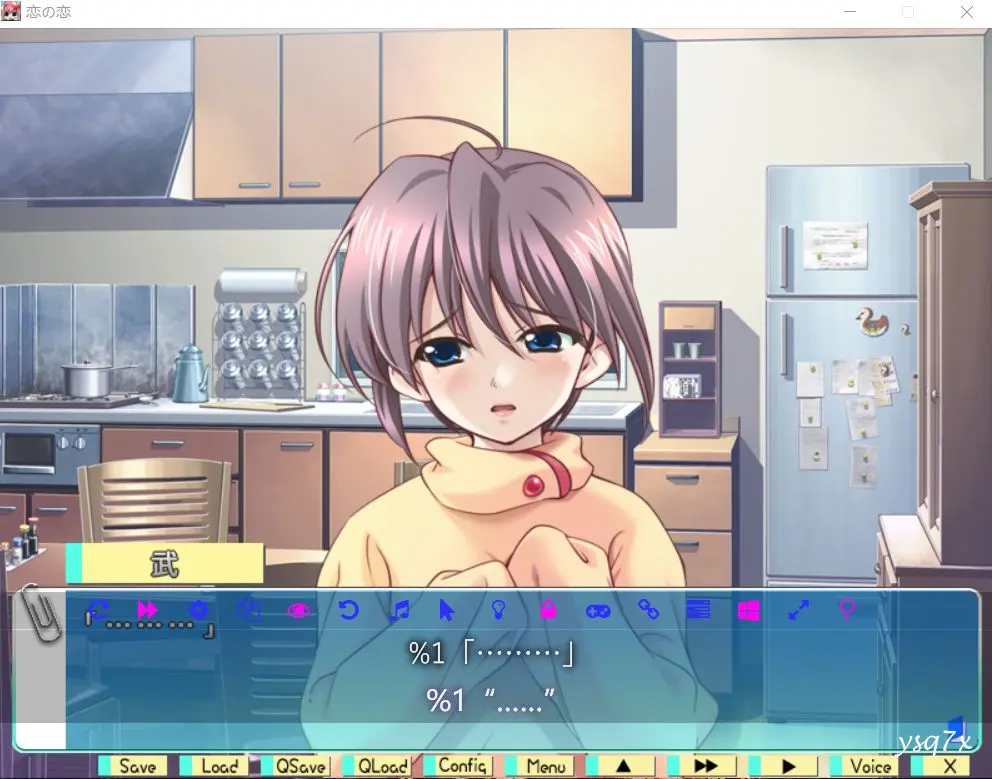 恋の恋
武
「………」
%1「………」
%1 “……”
ysq7x
Save Load QSave QLoad Config Menu Voice X